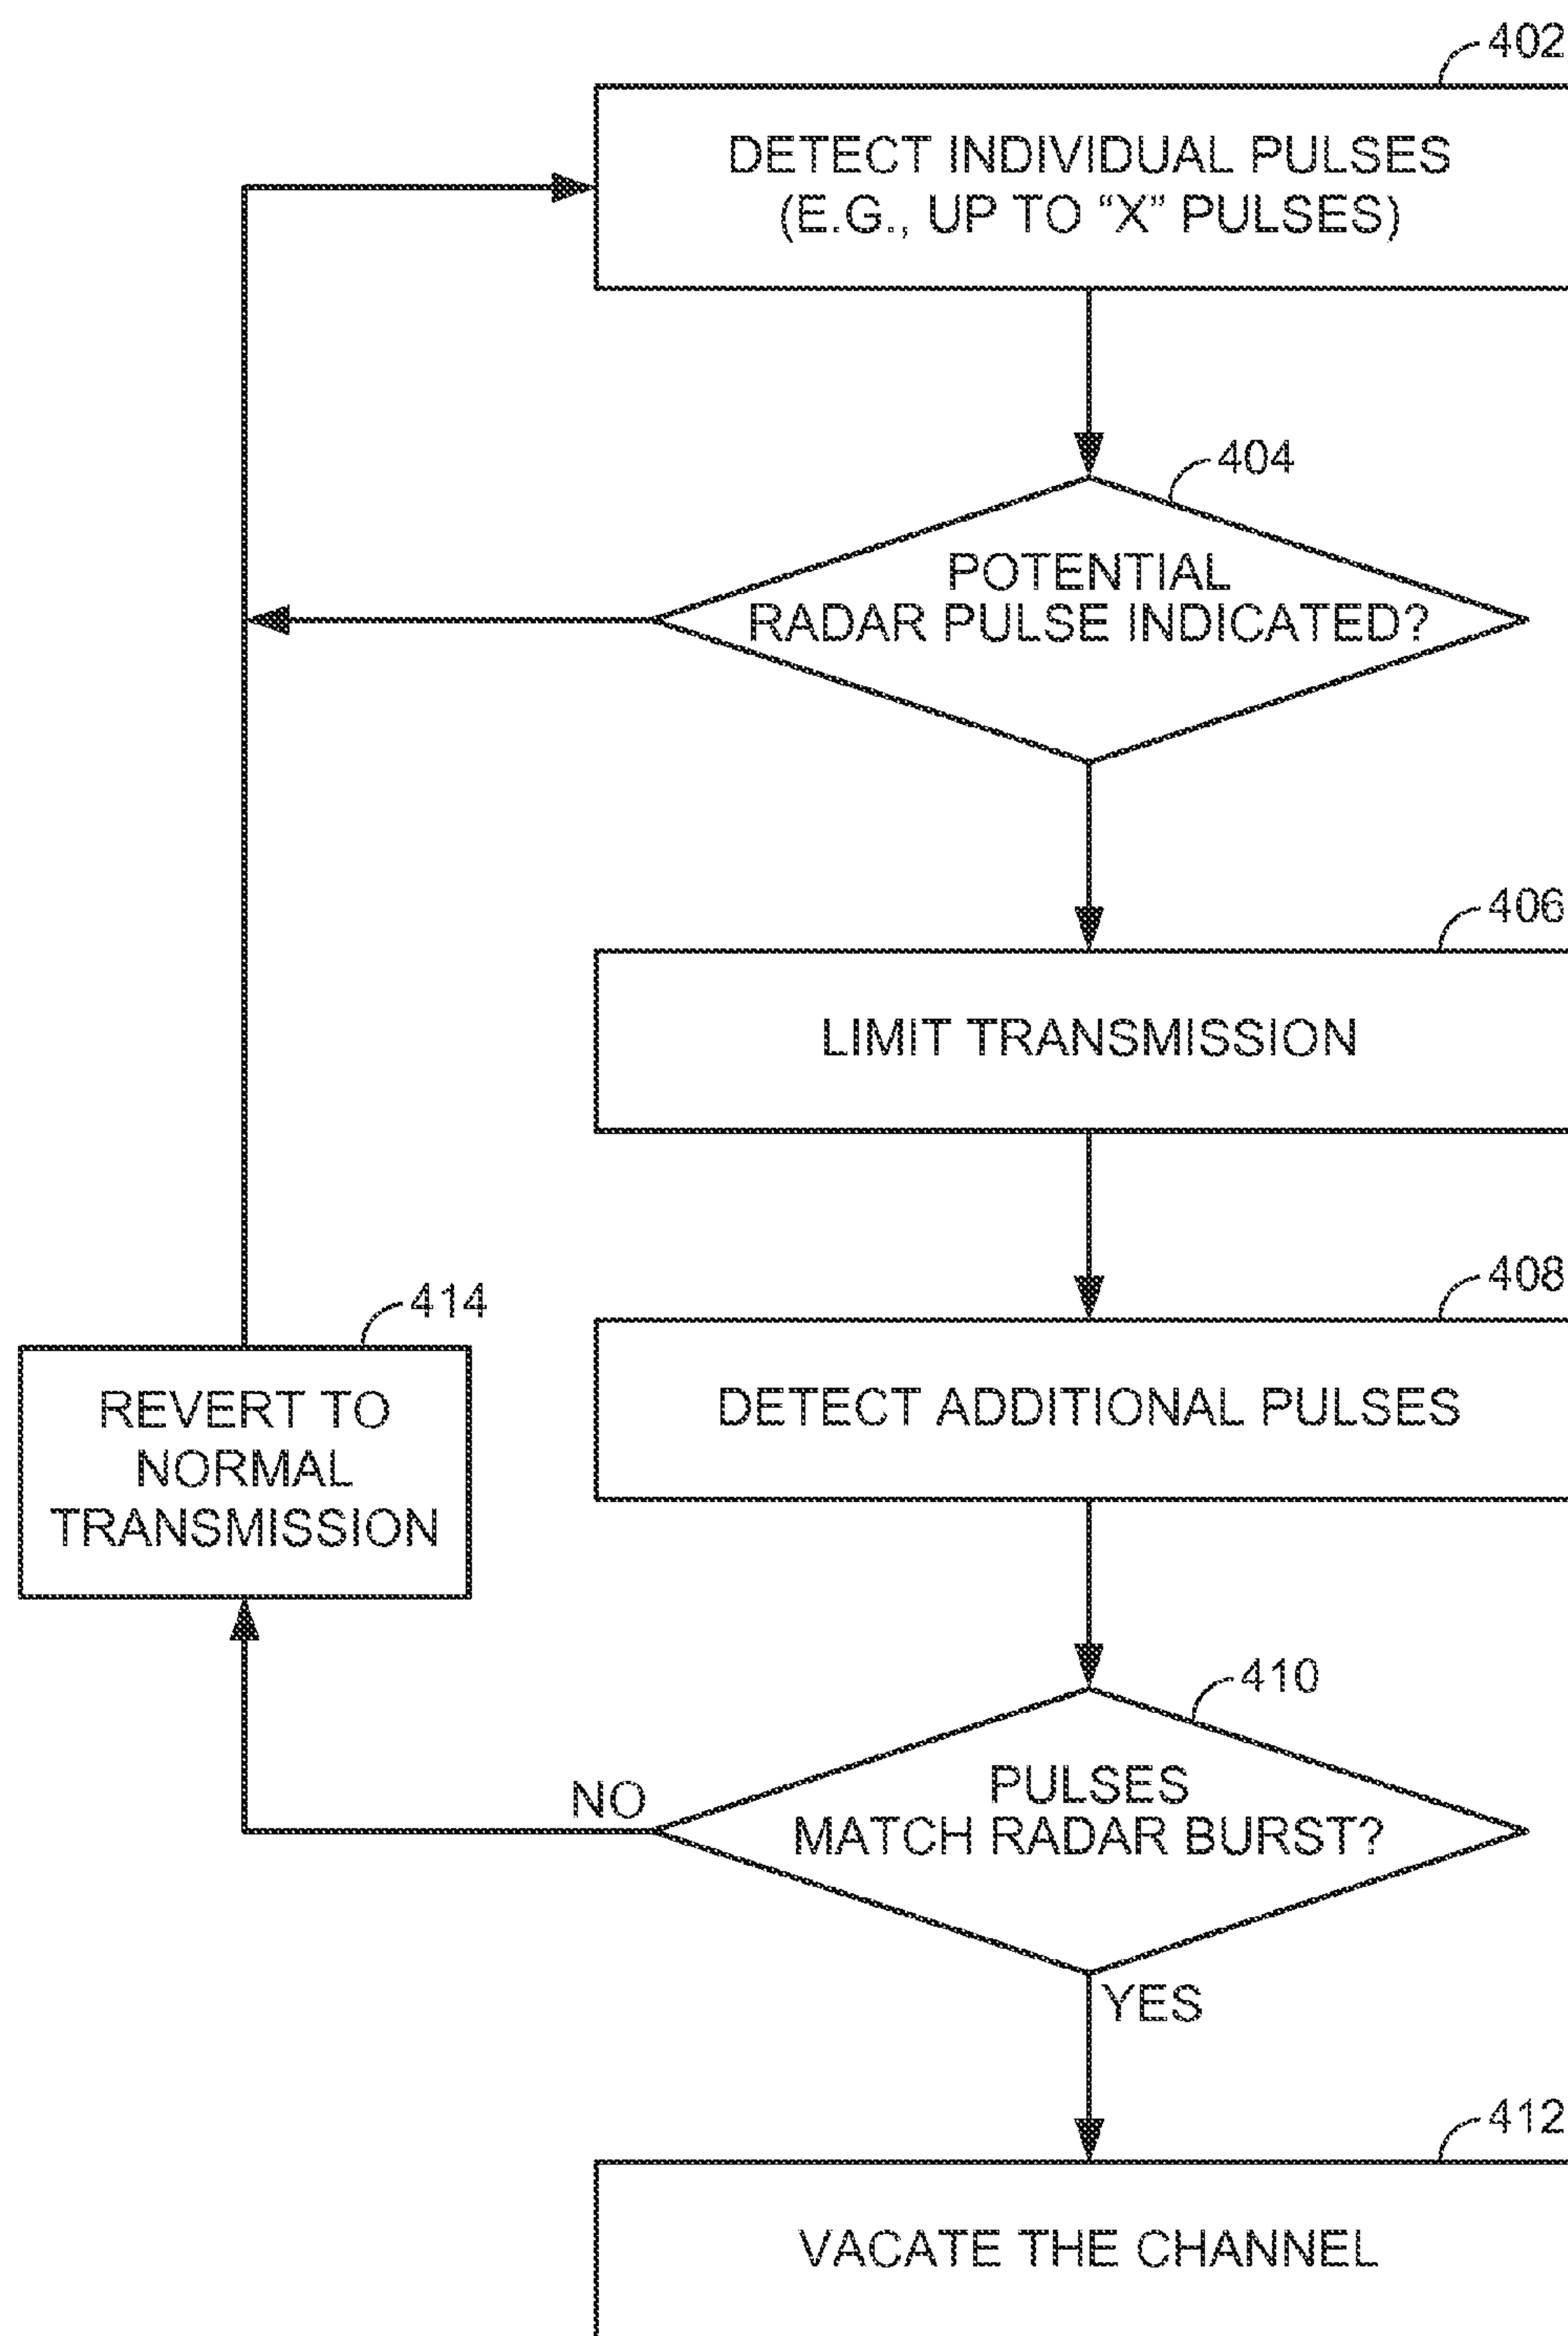 402
DETECT INDIVIDUAL PULSES
(E.G., UP TO “X” PULSES)
404
POTENTIAL
RADAR PULSE INDICATED?
406
LIMIT TRANSMISSION
408
DETECT ADDITIONAL PULSES
414
REVERT TO
NORMAL
TRANSMISSION
410
PULSES
MATCH RADAR BURST?
NO
YES
412
VACATE THE CHANNEL